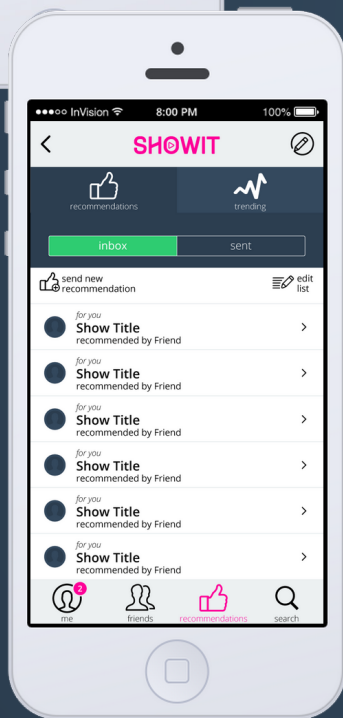 InVision 8:00 PM 100%
SHOWIT
recommendations trending
inbox sent
send new edit
recommendation list
for you
Show Title
recommended by Friend
for you
Show Title
recommended by Friend
for you
Show Title
recommended by Friend
for you
Show Title
recommended by Friend
for you
Show Title
recommended by Friend
for you
Show Title
recommended by Friend
2
me friends recommendations search